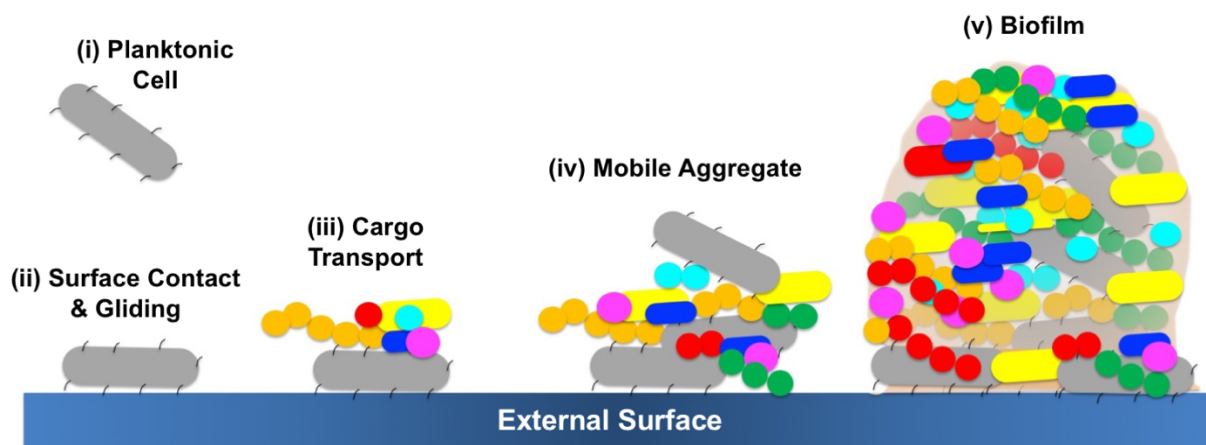 (i) Planktonic
Cell
(ii) Surface Contact
& Gliding
(iii) Cargo
Transport
(iv) Mobile Aggregate
(v) Biofilm
External Surface